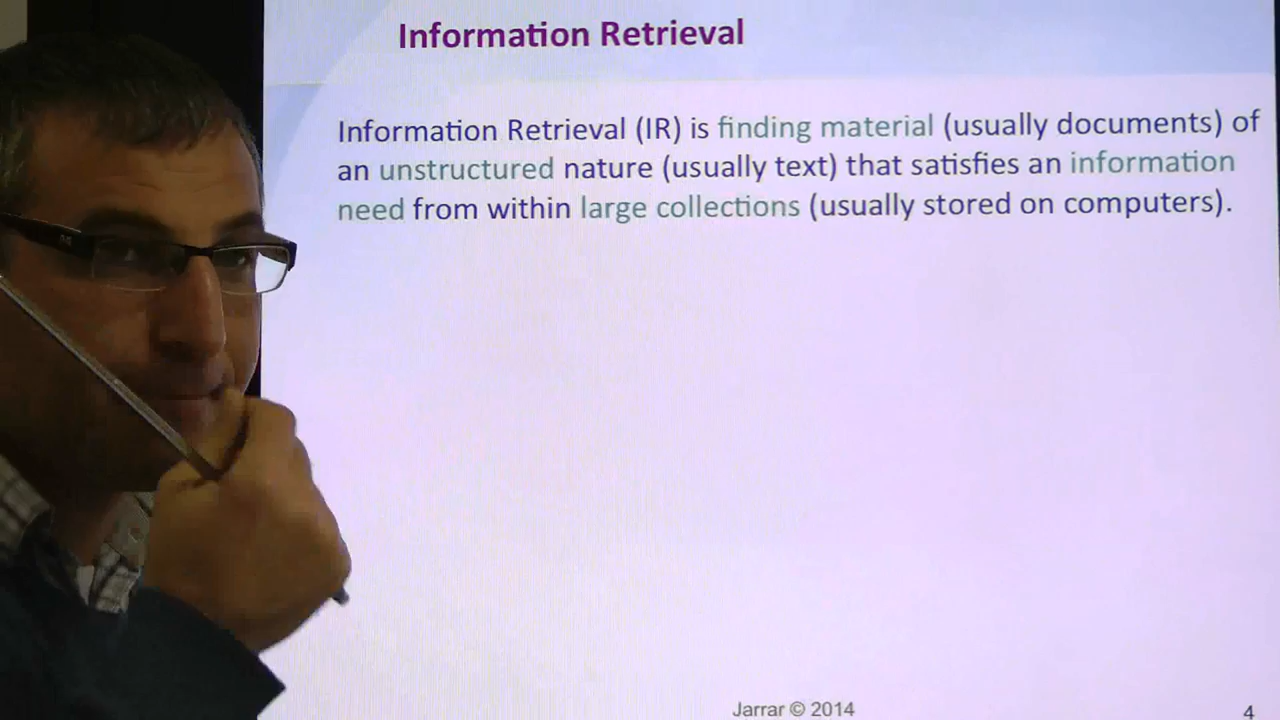 Information Retrieval
Information Retrieval (IR) is finding material (usually documents) of
an unstructured nature (usually text) that satisfies an information
need from within large collections (usually stored on computers).
Jarrar © 2014
4